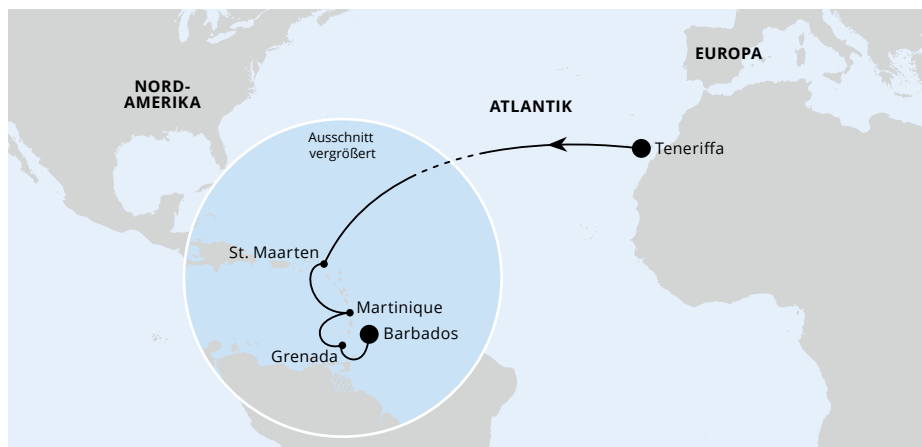 EUROPA
NORD-
AMERIKA
ATLANTIK
Ausschnitt
vergrößert
Teneriffa
St. Maarten
Martinique
Barbados
Grenada